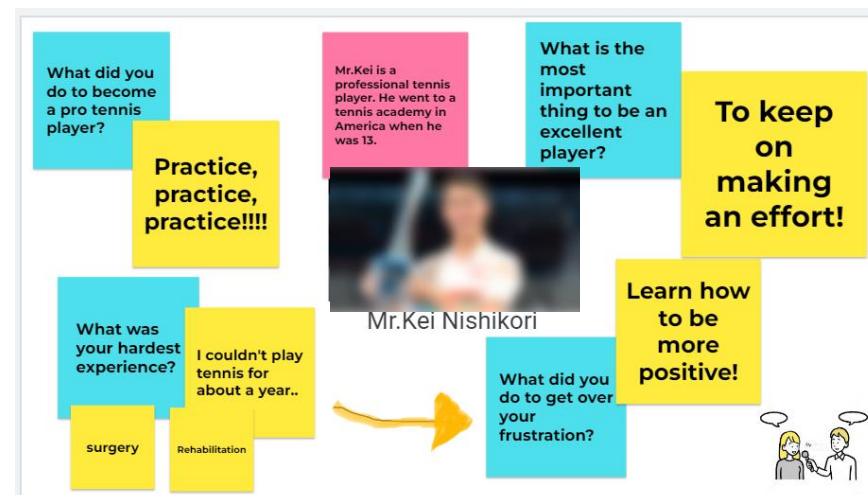 What did you
do to become
a pro tennis
player?
Practice,
practice,
practice!!!!
Mr.Kei is a
professional tennis
player. He went to a
tennis academy in
America when he
was 13.
What is the
most
important
thing to be an
excellent
player?
To keep
on
making
an effort!
Mr.Kei Nishikori
What was
your hardest
experience?
I couldn't play
tennis for
about a year..
surgery
Rehabilitation
What did you
do to get over
your
frustration?
Learn how
to be
more
positive!